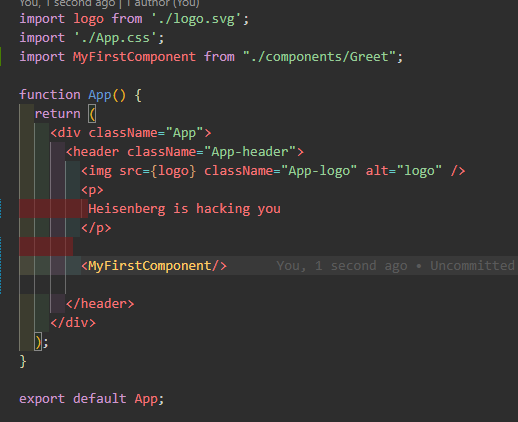 You, 1 second ago | 1 author (You)
import logo from './logo.svg';
import './App.css';
import MyFirstComponent from "./components/Greet";
function App() {
return (
<div className="App">
<header className="App-header">
<img src={logo} className="App-logo" alt="logo" />
<p>
Heisenberg is hacking you
</p>
<MyFirstComponent/> You, 1 second ago • Uncommitted
</header>
</div>
);
}
export default App;